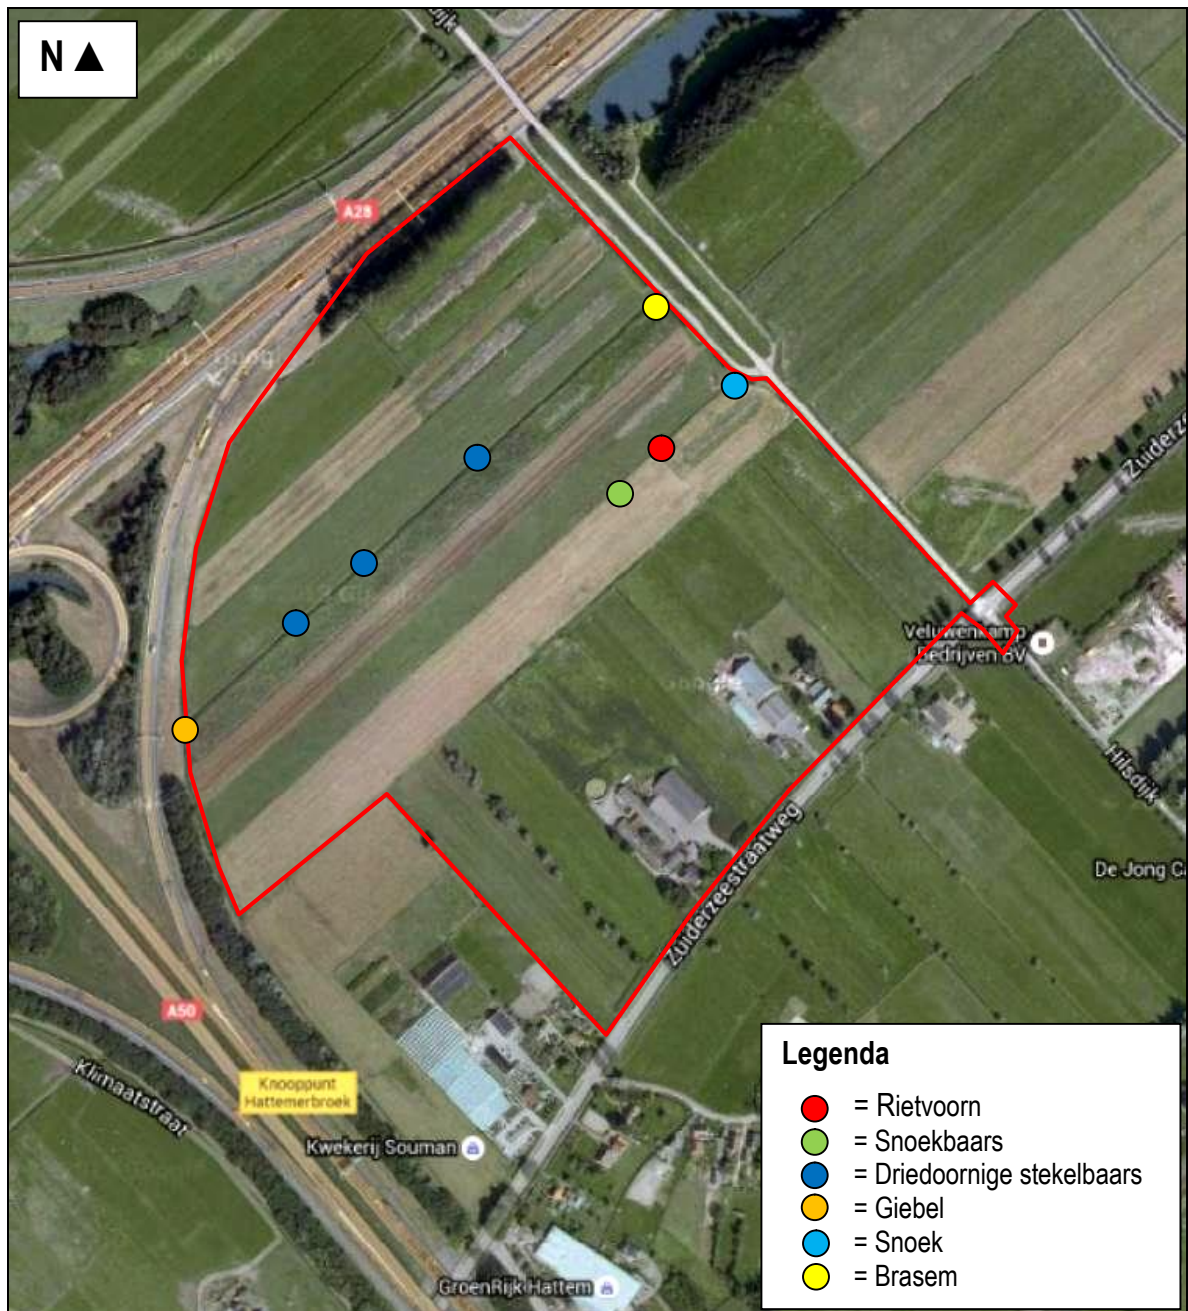 N ▲
A28
Zuiderze
Veluwenkamp
Bedrijven BV
Hilsdijk
De Jong C
Zuiderzeestraatweg
A50
Klimaatstraat
Knooppunt
Hattemerbroek
Kwekerij Souman
GroenRijk Hattem
Legenda
= Rietvoorn
= Snoekbaars
= Driedoornige stekelbaars
= Giebel
= Snoek
= Brasem